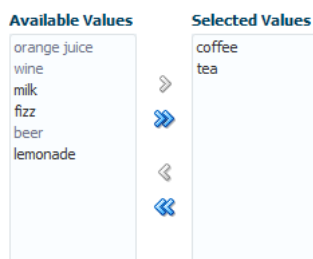 Available Values
orange juice
wine
milk
fizz
beer
lemonade
Selected Values
coffee
tea